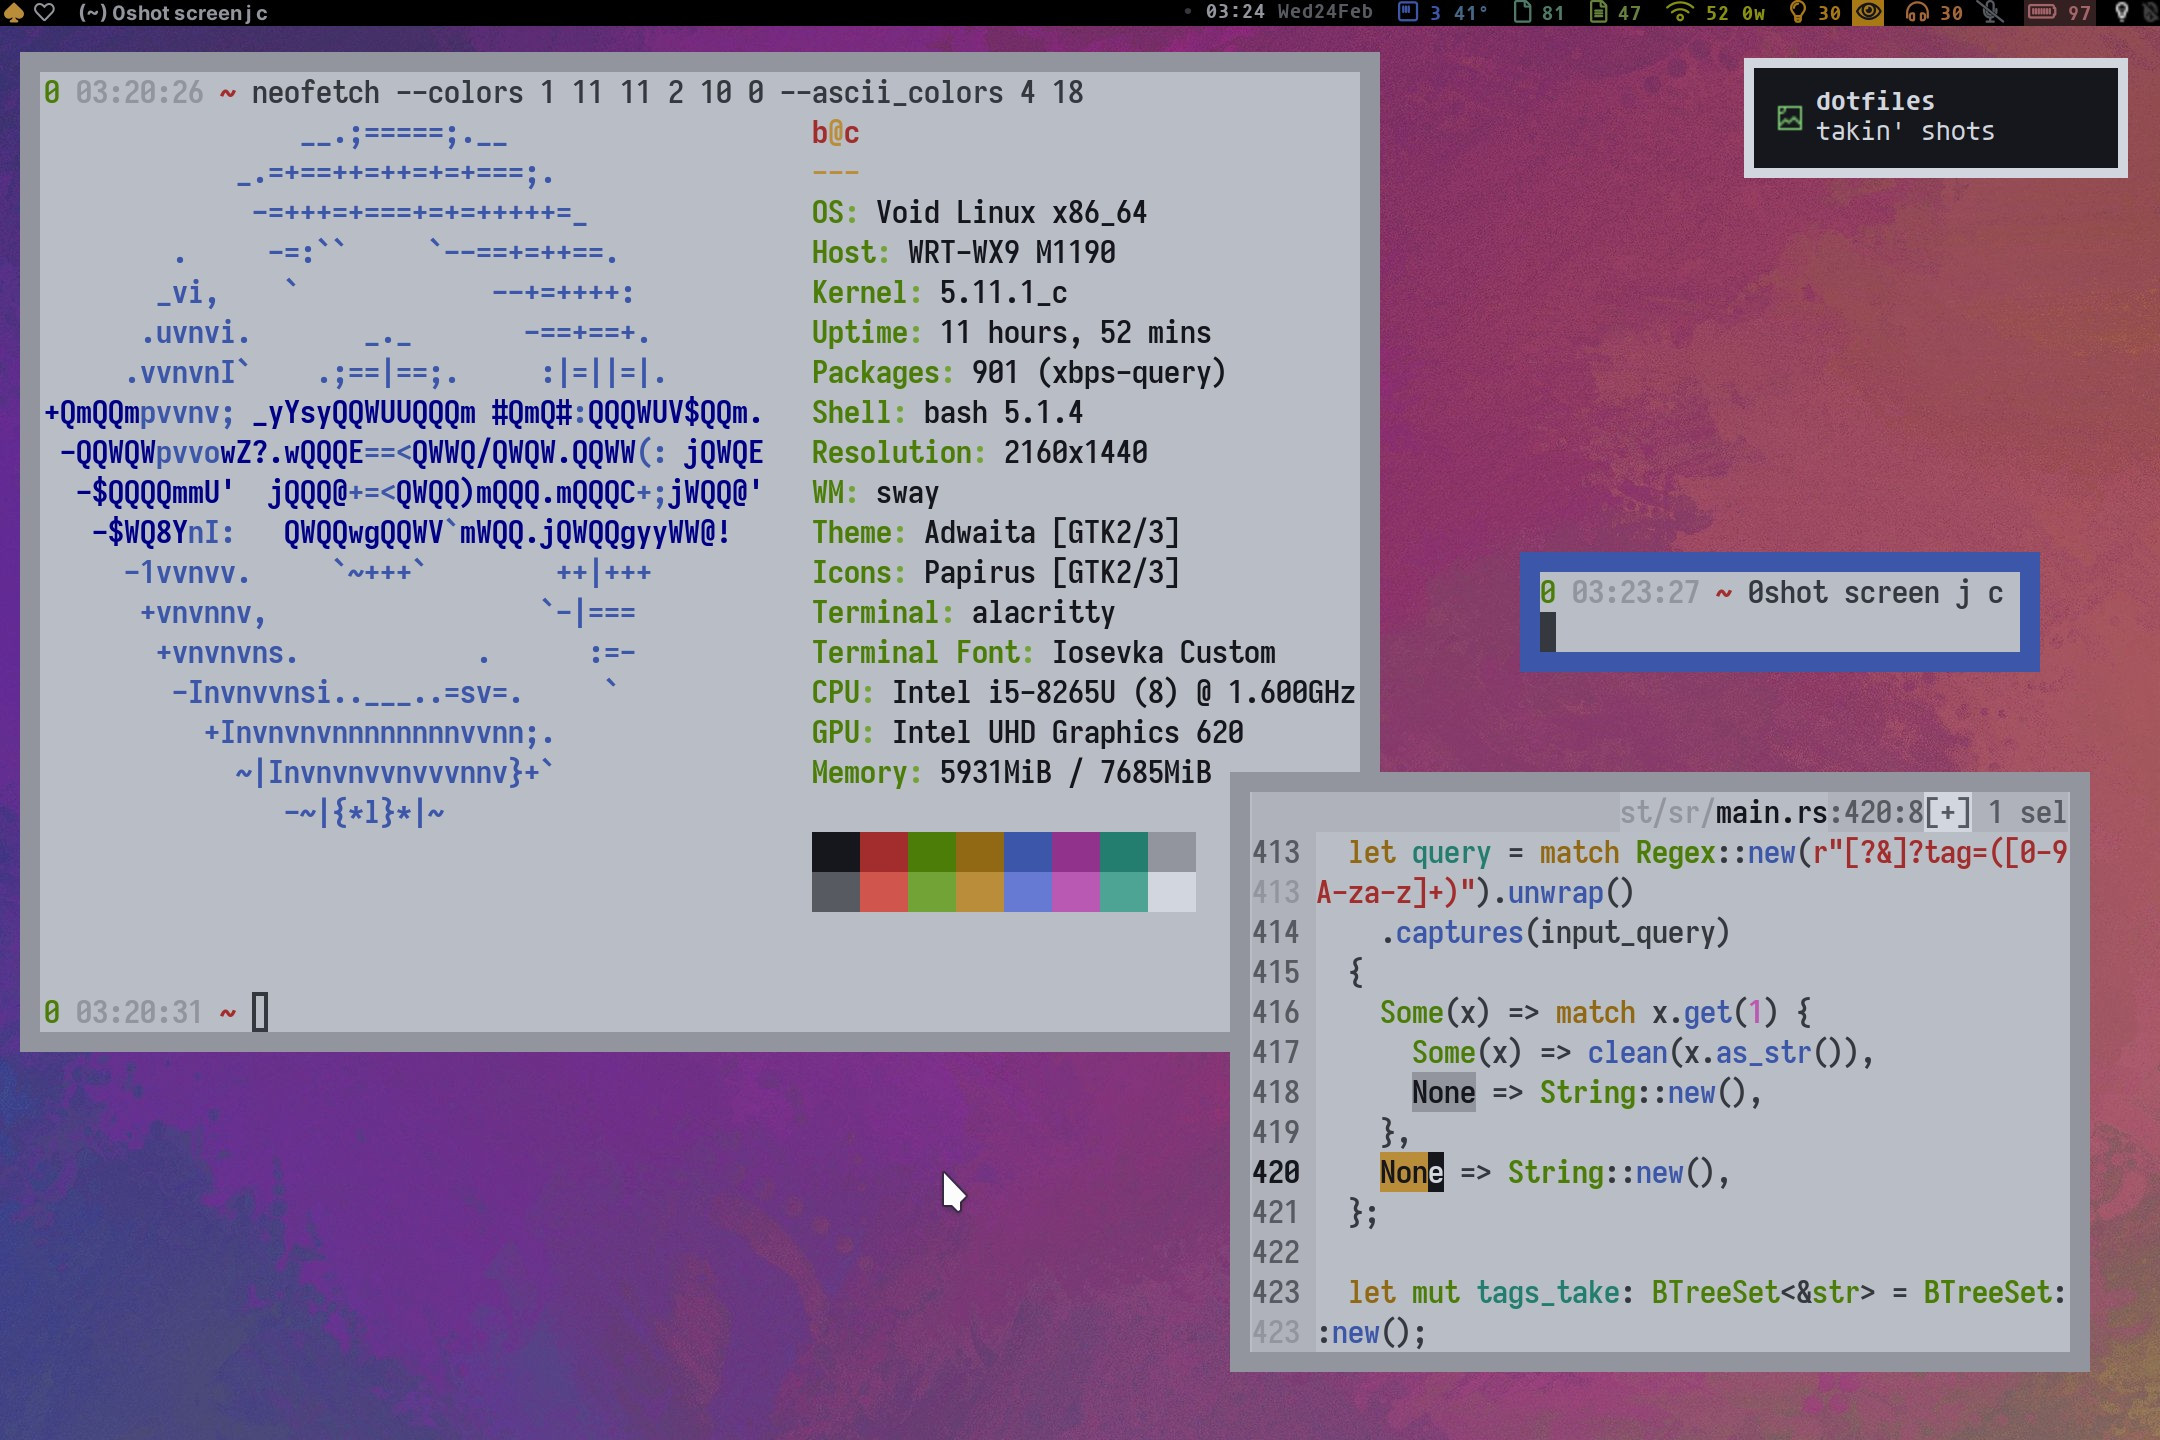 (~) 0shot screen j c
03:24 Wed24Feb 3 41° 81 47 52 0w 30 30 97
0 03:20:26 ~ neofetch --colors 1 11 11 2 10 0 --ascii_colors 4 18
__.;=====;.__
_.=+==++=++=+=+===;.
-=+++=+===+=+=+++++=_
. -=:`` `--==+=++==.
_vi, ` --+=++++:
.uvnvi. _._ -==+==+.
.vvnvnI` .;==|==;. :|=||=|.
+QmQQmpvvnv; _yYsyQQWUUQQQm #QmQ#:QQQWUV$QQm.
-QQWQWpvvowZ?.wQQQE==<QWWQ/QWQW.QQWW(: jQWQE
-$QQQQmmU' jQQQ@+=<QWQQ)mQQQ.mQQQC+;jWQQ@'
-$WQ8YnI: QWQQwgQQWV`mWQQ.jQWQQgyyWW@!
-1vvnvv. `~+++` ++|+++
+vnvnnv, `-|===
+vnvnvns. . :=-
-Invnvvnsi..___..=sv=. `
+Invnvnvnnnnnnnnvvnn;.
~|Invnvnvvnvvvnnv}+`
-~|{*l}*|~
b@c
---
OS: Void Linux x86_64
Host: WRT-WX9 M1190
Kernel: 5.11.1_c
Uptime: 11 hours, 52 mins
Packages: 901 (xbps-query)
Shell: bash 5.1.4
Resolution: 2160x1440
WM: sway
Theme: Adwaita [GTK2/3]
Icons: Papirus [GTK2/3]
Terminal: alacritty
Terminal Font: Iosevka Custom
CPU: Intel i5-8265U (8) @ 1.600GHz
GPU: Intel UHD Graphics 620
Memory: 5931MiB / 7685MiB
0 03:20:31 ~
dotfiles
takin' shots
0 03:23:27 ~ 0shot screen j c
st/sr/main.rs:420:8[+] 1 sel
413 let query = match Regex::new(r"[?&]?tag=([0-9
413 A-za-z]+)").unwrap()
414 .captures(input_query)
415 {
416 Some(x) => match x.get(1) {
417 Some(x) => clean(x.as_str()),
418 None => String::new(),
419 },
420 None => String::new(),
421 };
422
423 let mut tags_take: BTreeSet<&str> = BTreeSet:
423 :new();